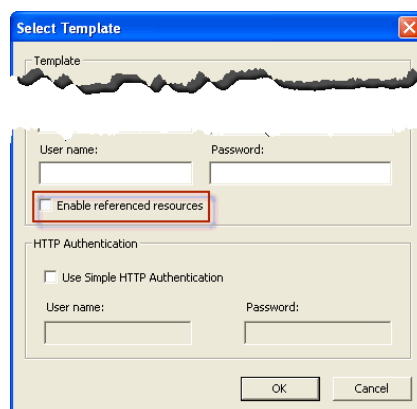 Select Template
Template
User name: Password:
Enable referenced resources
HTTP Authentication
Use Simple HTTP Authentication
User name: Password:
OK Cancel